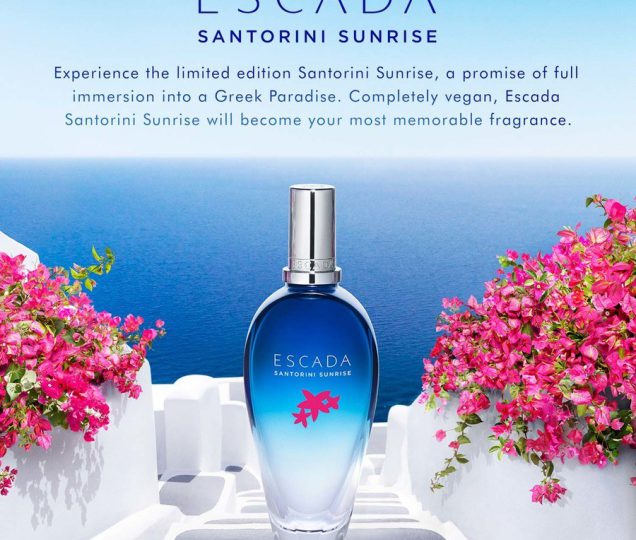 ESCADA
SANTORINI SUNRISE
Experience the limited edition Santorini Sunrise, a promise of full
immersion into a Greek Paradise. Completely vegan, Escada
Santorini Sunrise will become your most memorable fragrance.
ESCADA
ESCADA
SANTORINI SUNRISE